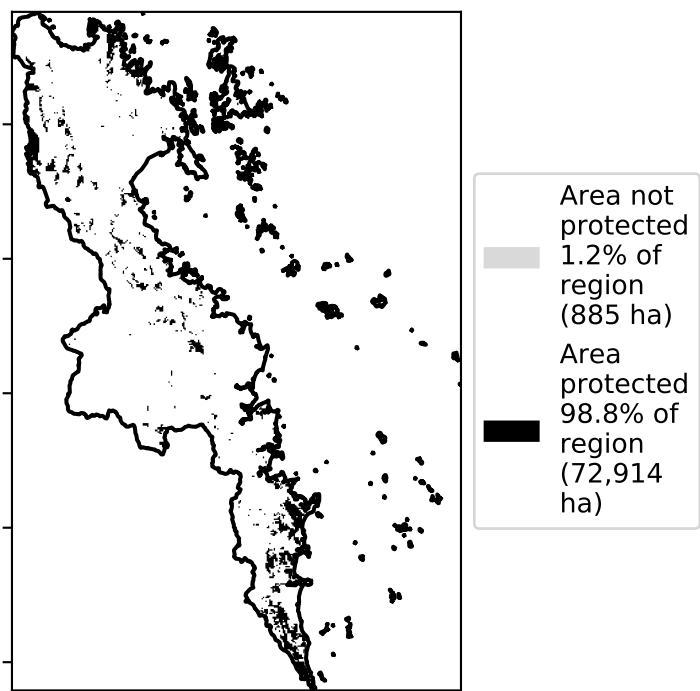 Area not
protected
1.2% of
region
(885 ha)
Area
protected
98.8% of
region
(72,914
ha)